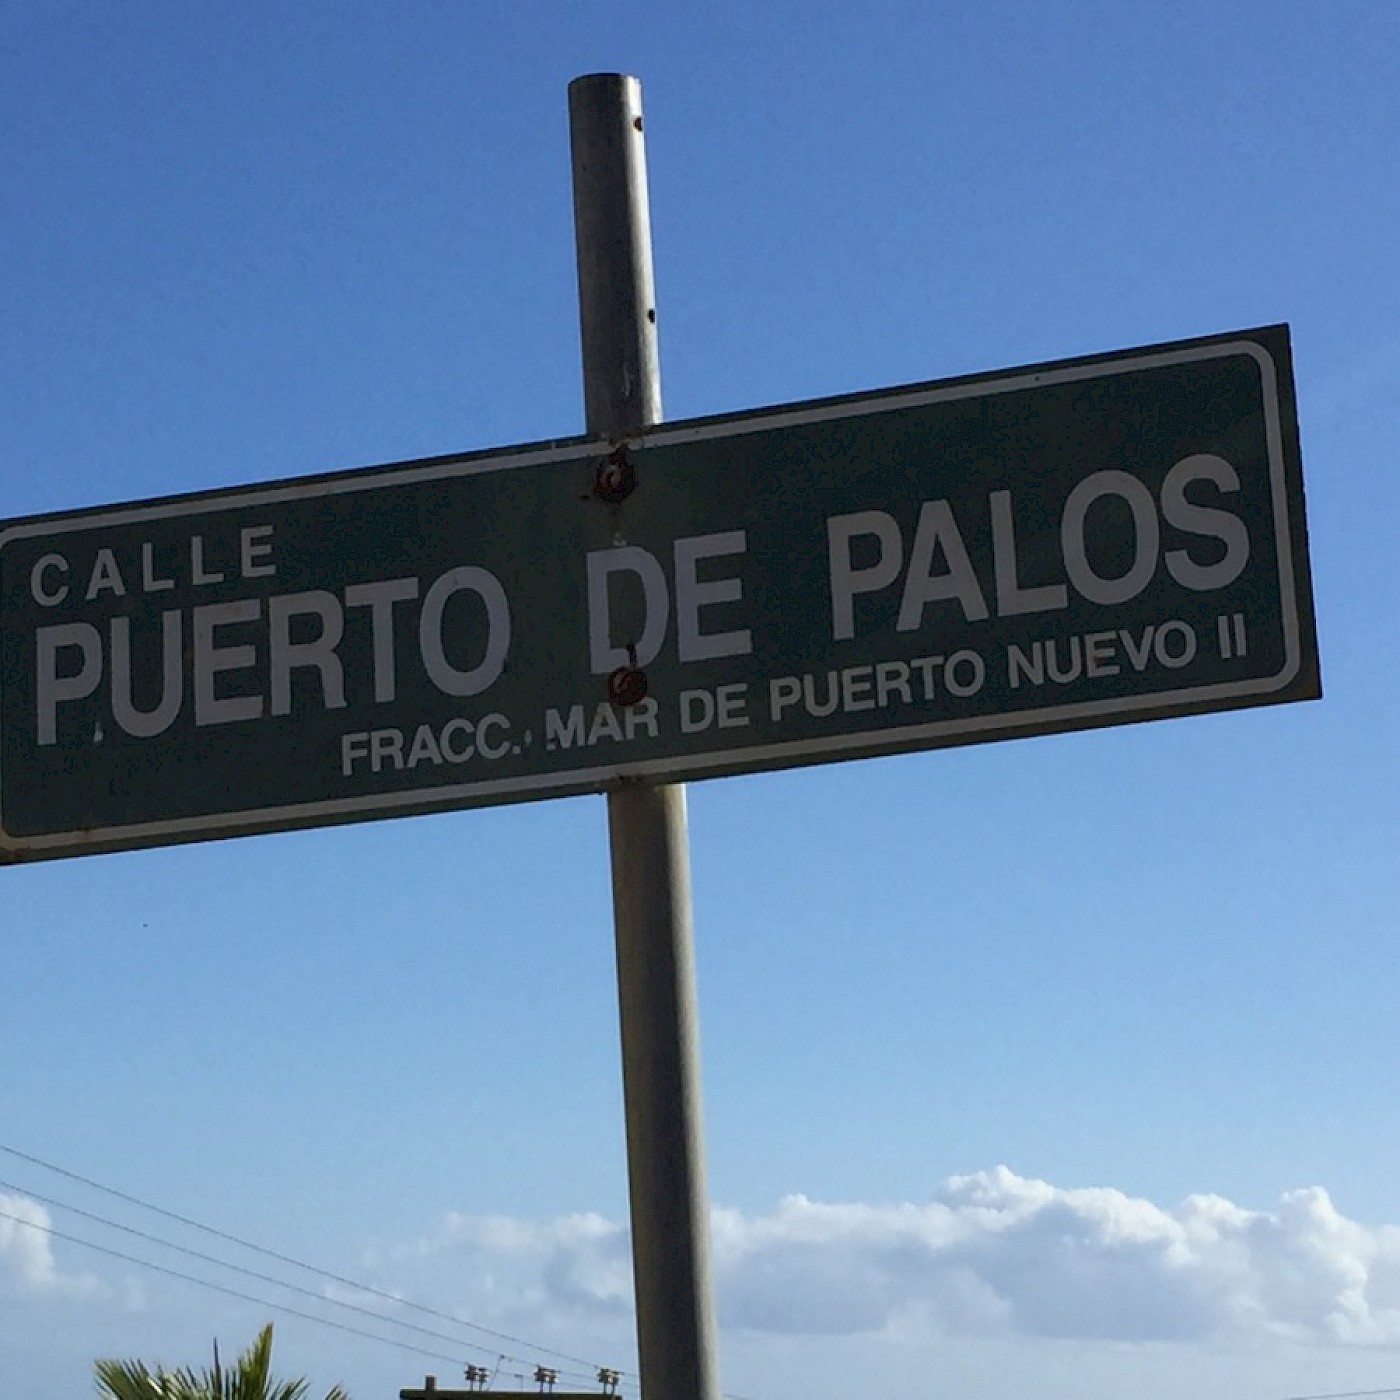 CALLE
PUERTO DE PALOS
FRACC. MAR DE PUERTO NUEVO II